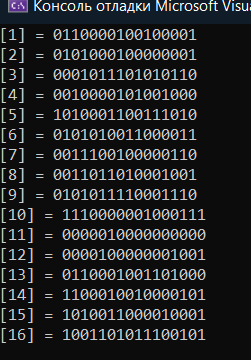 Консоль отладки Microsoft Visua
[1] = 0110000100100001
[2] = 0101000100000001
[3] = 0001011101010110
[4] = 0010000101001000
[5] = 1010001100111010
[6] = 0101010011000011
[7] = 0011100100000110
[8] = 0011011010001001
[9] = 0101011110001110
[10] = 1110000001000111
[11] = 0000010000000000
[12] = 0000100000001001
[13] = 0110001001101000
[14] = 1100010010000101
[15] = 1010011000010001
[16] = 1001101011100101